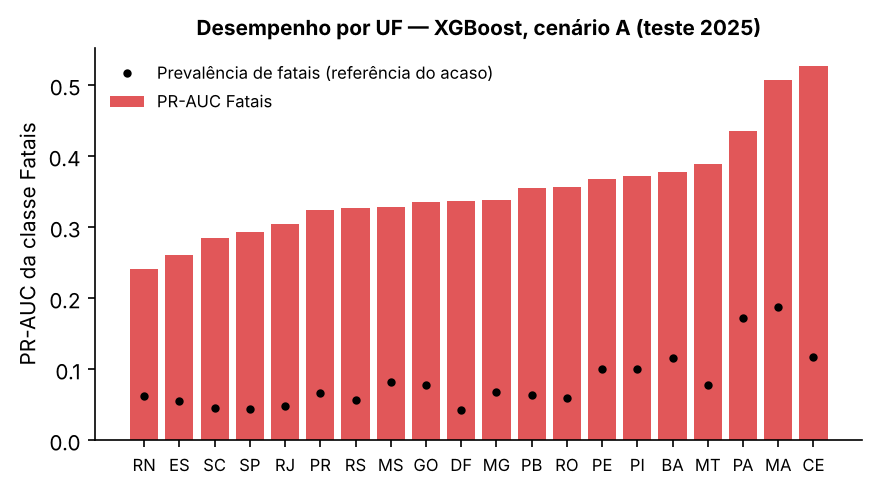 Desempenho por UF — XGBoost, cenário A (teste 2025)
Prevalência de fatais (referência do acaso)
PR-AUC Fatais
PR-AUC da classe Fatais
0.5
0.4
0.3
0.2
0.1
0.0
RN ES SC SP RJ PR RS MS GO DF MG PB RO PE PI BA MT PA MA CE